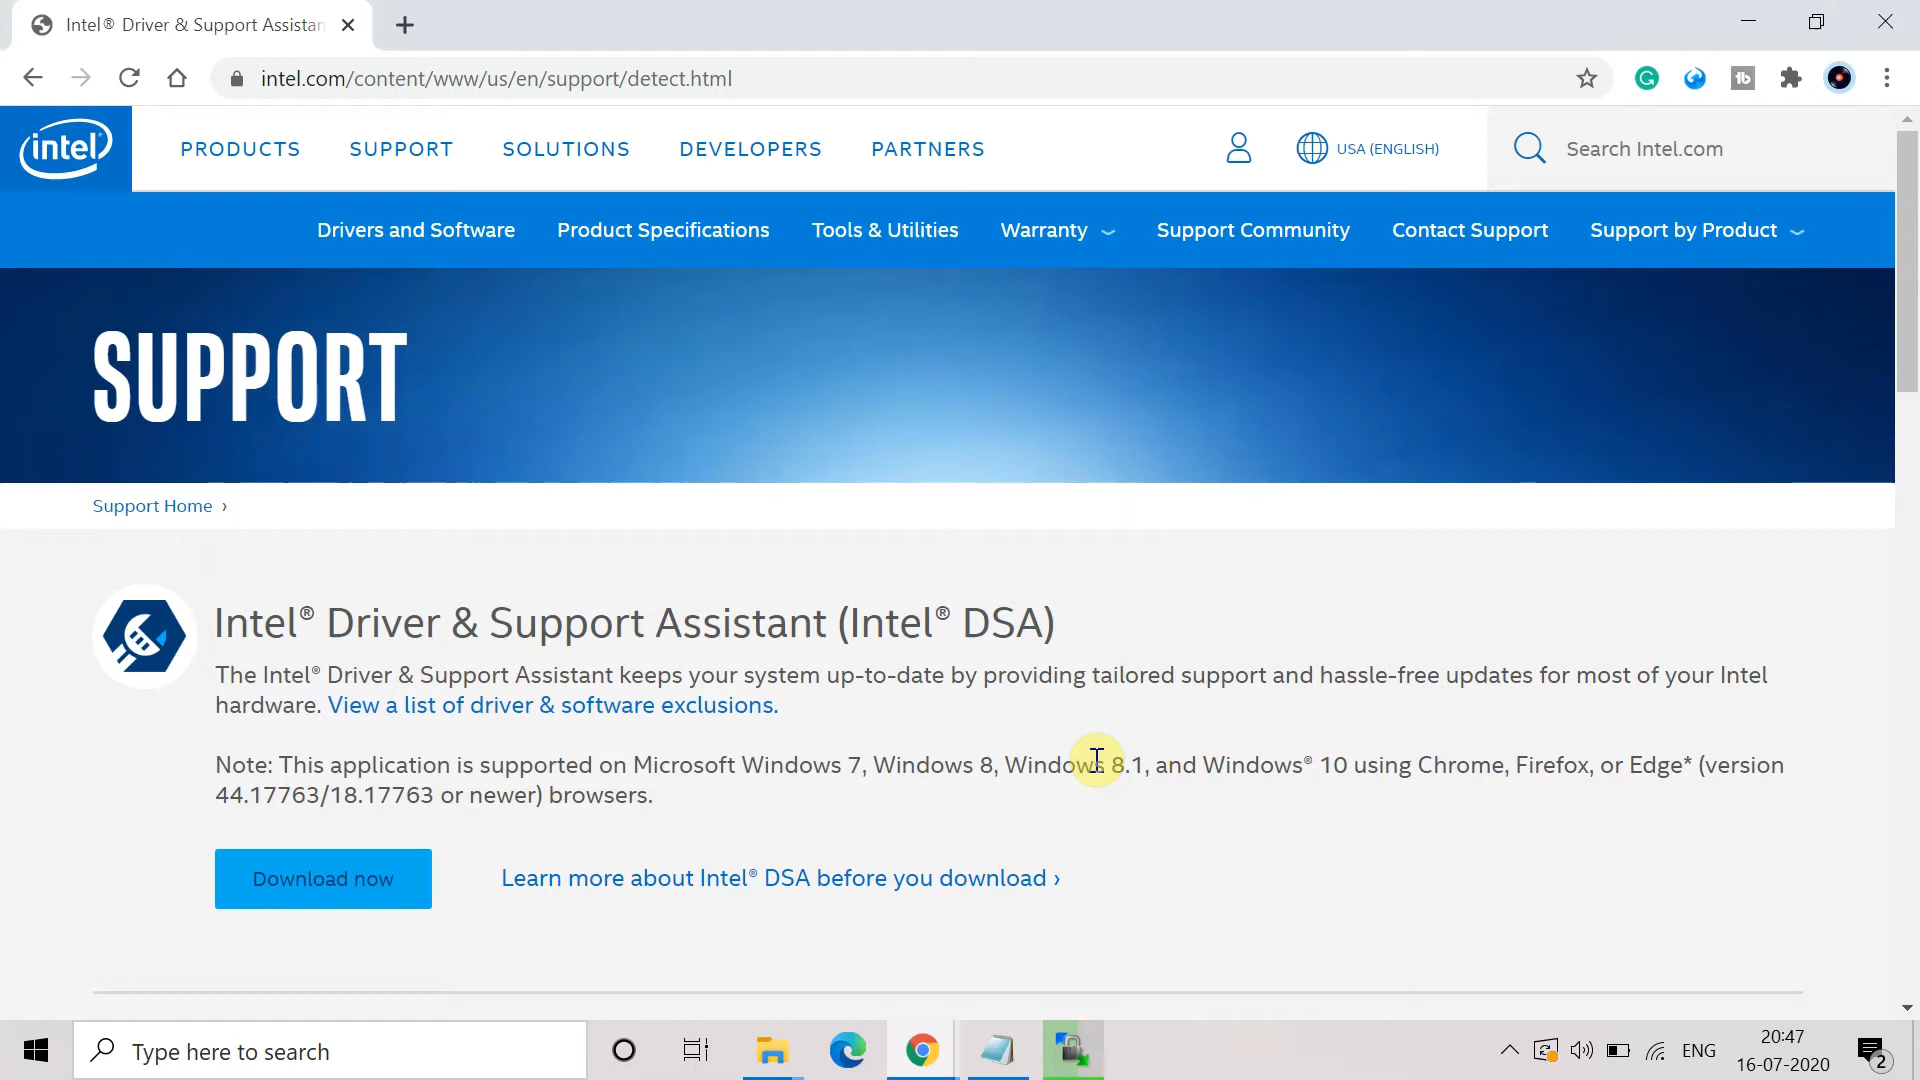 Intel® Driver & Support Assistan
intel.com/content/www/us/en/support/detect.html
intel
PRODUCTS SUPPORT SOLUTIONS DEVELOPERS PARTNERS
USA (ENGLISH)
Search Intel.com
Drivers and Software Product Specifications Tools & Utilities Warranty Support Community Contact Support Support by Product
SUPPORT
Support Home ›
Intel® Driver & Support Assistant (Intel® DSA)
The Intel® Driver & Support Assistant keeps your system up-to-date by providing tailored support and hassle-free updates for most of your Intel
hardware. View a list of driver & software exclusions.
Note: This application is supported on Microsoft Windows 7, Windows 8, Windows 8.1, and Windows® 10 using Chrome, Firefox, or Edge* (version
44.17763/18.17763 or newer) browsers.
Download now
Learn more about Intel® DSA before you download ›
Type here to search
ENG
20:47
16-07-2020
2